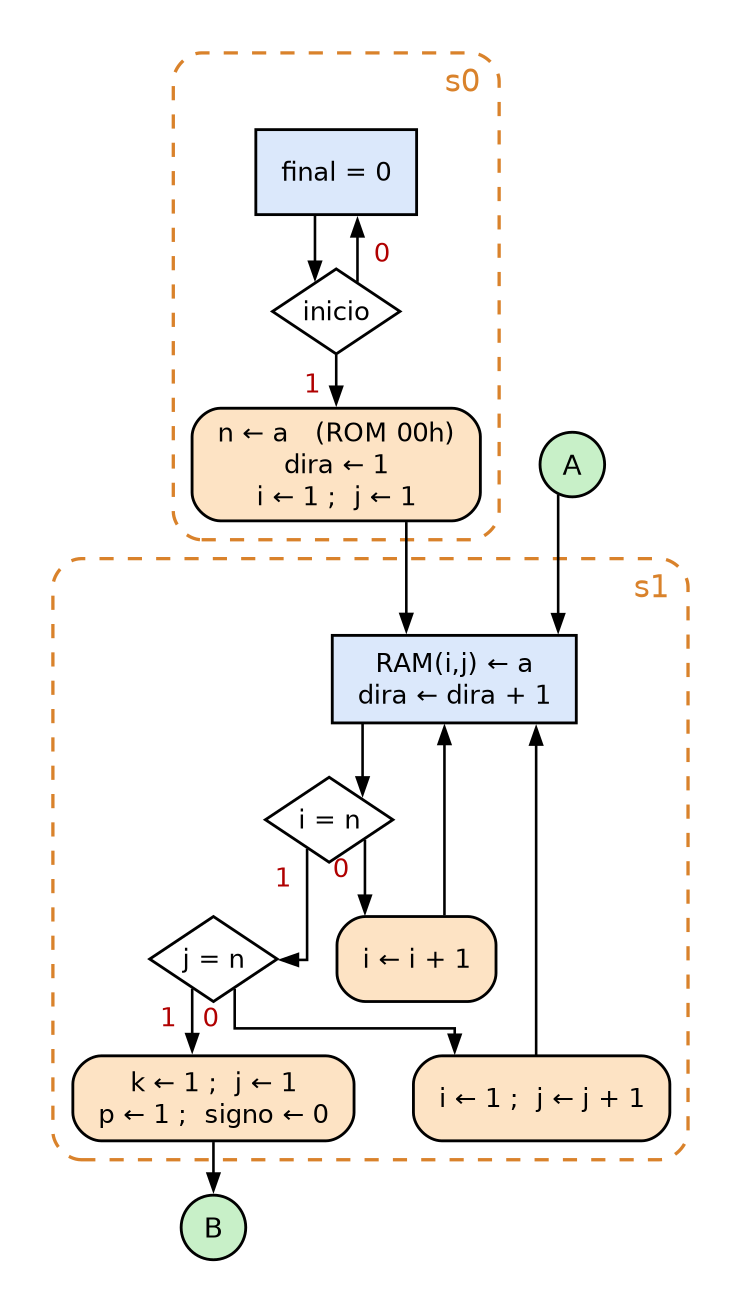 s0
final = 0
0
inicio
1
n ← a (ROM 00h)
dira ← 1
i ← 1 ; j ← 1
A
s1
RAM(i,j) ← a
dira ← dira + 1
i = n
1
0
j = n
i ← i + 1
1
0
k ← 1 ; j ← 1
p ← 1 ; signo ← 0
i ← 1 ; j ← j + 1
B